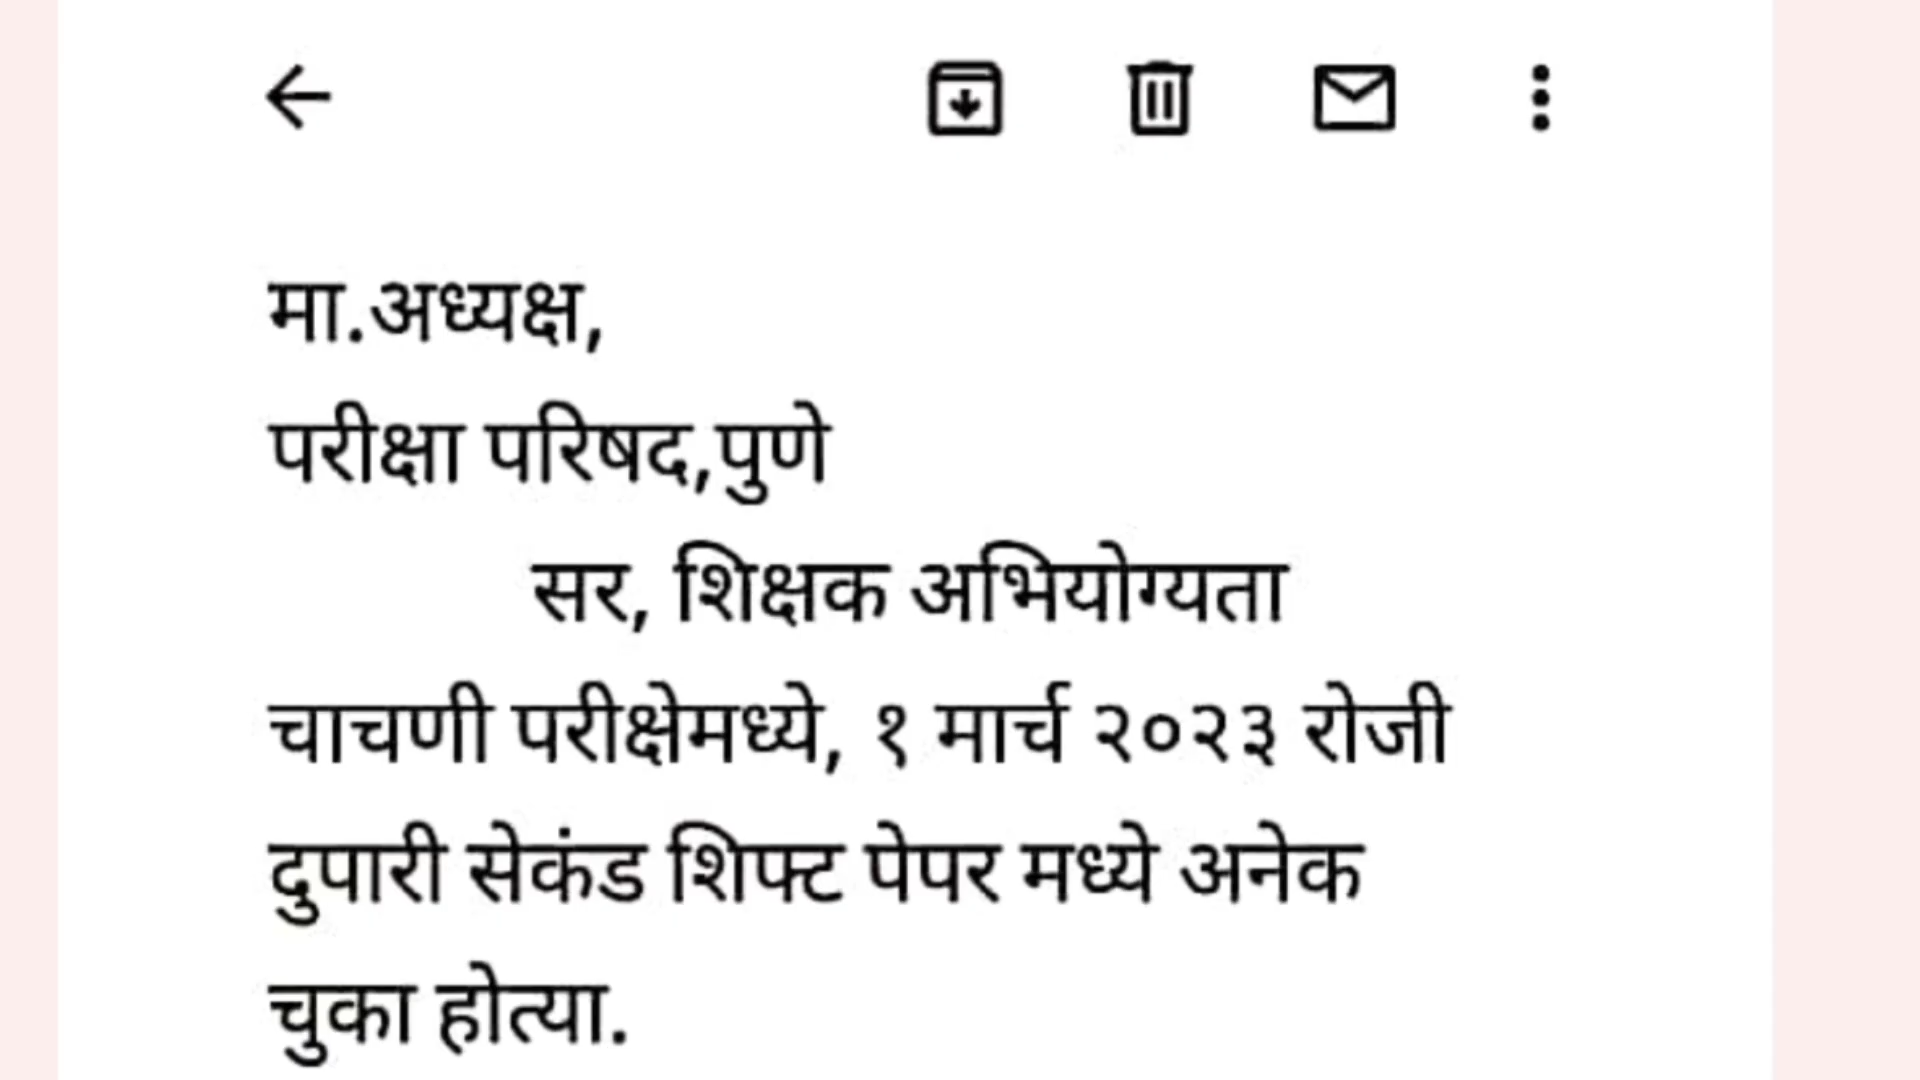 मा.अध्यक्ष,
परीक्षा परिषद,पुणे
सर, शिक्षक अभियोग्यता
चाचणी परीक्षेमध्ये, १ मार्च २०२३ रोजी
दुपारी सेकंड शिफ्ट पेपर मध्ये अनेक
चुका होत्या.